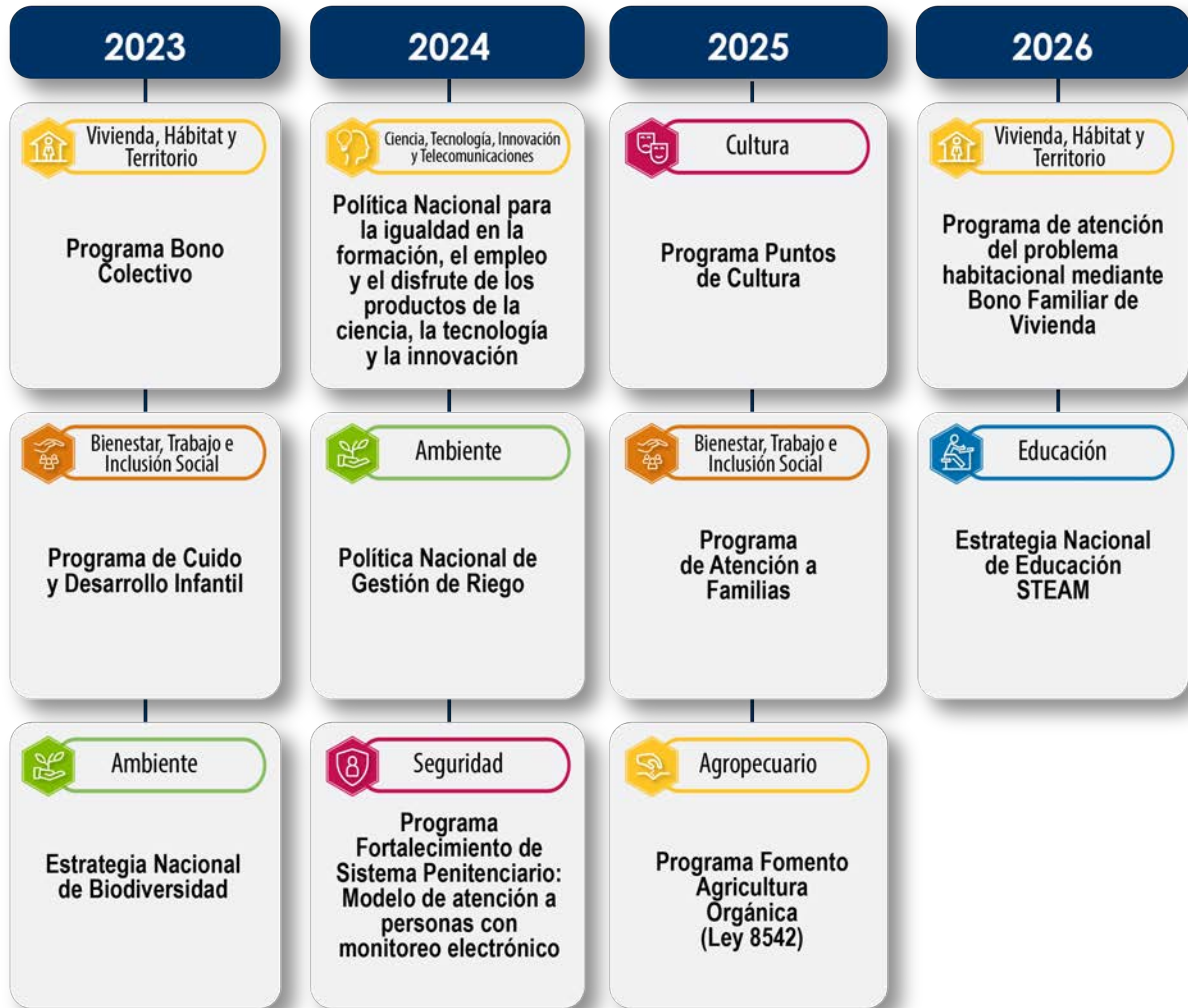 2023
Vivienda, Hábitat y
Territorio
Programa Bono
Colectivo
Bienestar, Trabajo e
Inclusión Social
Programa de Cuido
y Desarrollo Infantil
Ambiente
Estrategia Nacional
de Biodiversidad
2024
Ciencia, Tecnología, Innovación
y Telecomunicaciones
Política Nacional para
la igualdad en la
formación, el empleo
y el disfrute de los
productos de la
ciencia, la tecnología
y la innovación
Ambiente
Política Nacional de
Gestión de Riego
Seguridad
Programa
Fortalecimiento de
Sistema Penitenciario:
Modelo de atención a
personas con
monitoreo electrónico
2025
Cultura
Programa Puntos
de Cultura
Bienestar, Trabajo e
Inclusión Social
Programa
de Atención a
Familias
Agropecuario
Programa Fomento
Agricultura
Orgánica
(Ley 8542)
2026
Vivienda, Hábitat y
Territorio
Programa de atención
del problema
habitacional mediante
Bono Familiar de
Vivienda
Educación
Estrategia Nacional
de Educación
STEAM